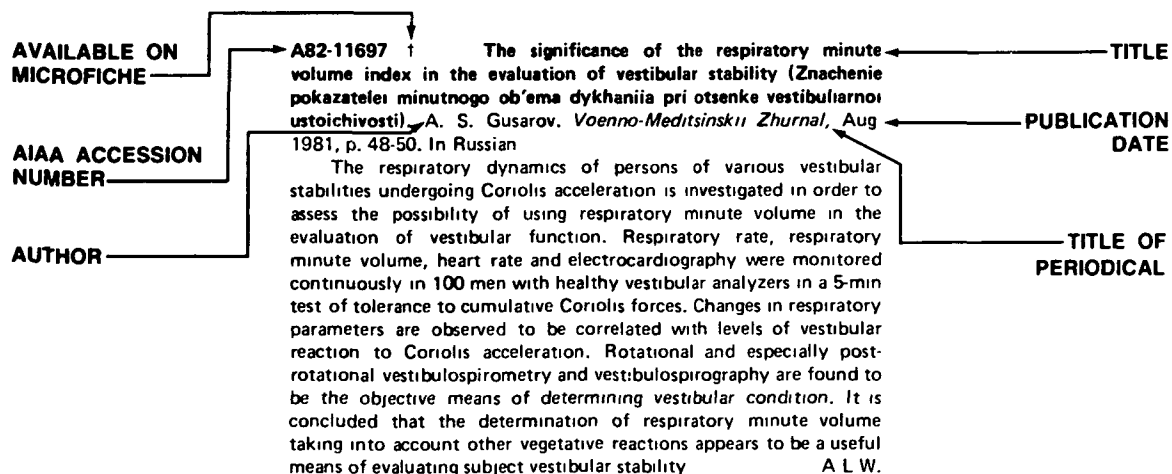 AVAILABLE ON
MICROFICHE
AIAA ACCESSION
NUMBER
AUTHOR
A82-11697 † The significance of the respiratory minute
volume index in the evaluation of vestibular stability (Znachenie
pokazatelei minutnogo ob'ema dykhaniia pri otsenke vestibuliarnoi
ustoichivosti). A. S. Gusarov. Voenno-Meditsinskii Zhurnal, Aug
1981, p. 48-50. In Russian
The respiratory dynamics of persons of various vestibular
stabilities undergoing Coriolis acceleration is investigated in order to
assess the possibility of using respiratory minute volume in the
evaluation of vestibular function. Respiratory rate, respiratory
minute volume, heart rate and electrocardiography were monitored
continuously in 100 men with healthy vestibular analyzers in a 5-min
test of tolerance to cumulative Coriolis forces. Changes in respiratory
parameters are observed to be correlated with levels of vestibular
reaction to Coriolis acceleration. Rotational and especially post-
rotational vestibulospirometry and vestibulospirography are found to
be the objective means of determining vestibular condition. It is
concluded that the determination of respiratory minute volume
taking into account other vegetative reactions appears to be a useful
means of evaluating subject vestibular stability A L W.
TITLE
PUBLICATION
DATE
TITLE OF
PERIODICAL